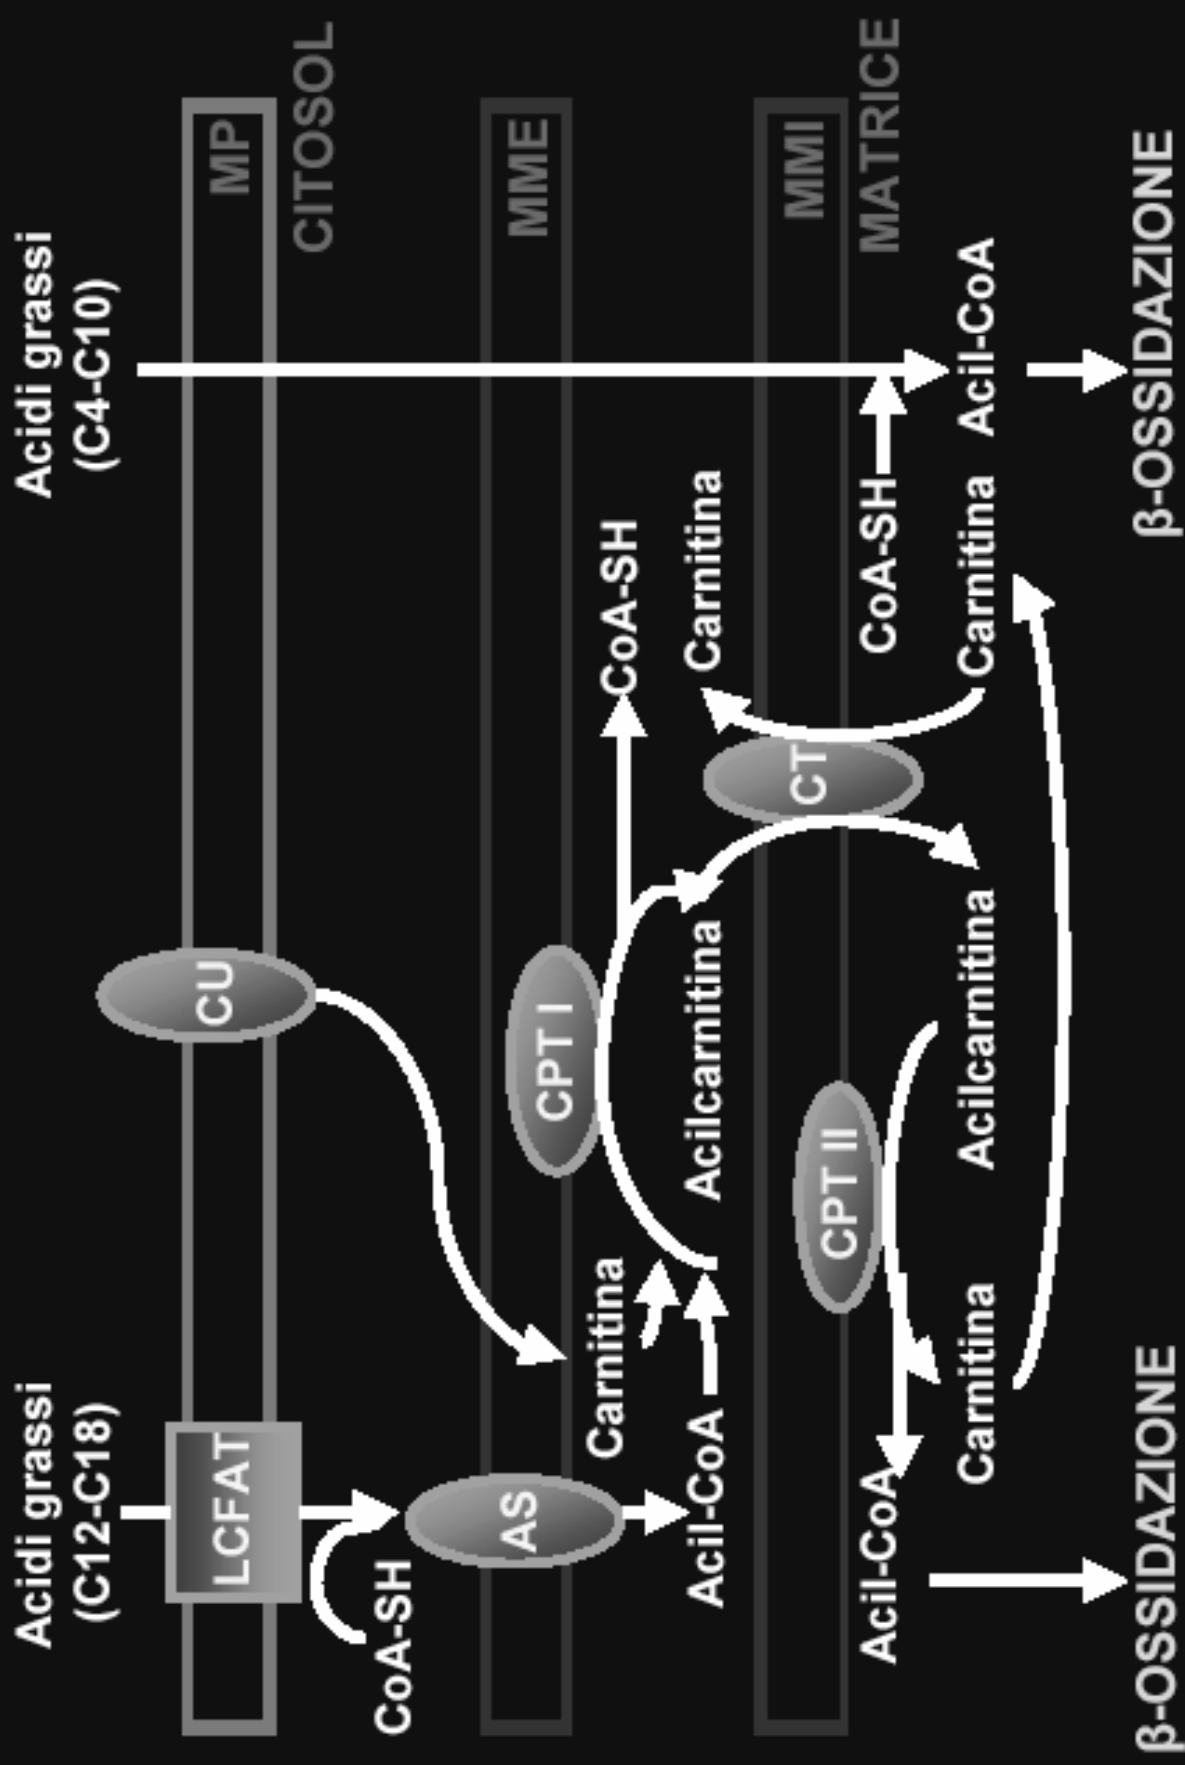 Acidi grassi
(C12-C18)
Acidi grassi
(C4-C10)
LCFAT
CU
MP
CITOSOL
CoA-SH
AS
CPT I
MME
Carnitina
CoA-SH
Acil-CoA
Acilcarnitina
Carnitina
CPT II
CT
MMI
Acil-CoA
CoA-SH
MATRICE
Carnitina
Acilcarnitina
Carnitina
Acil-CoA
β-OSSIDAZIONE
β-OSSIDAZIONE